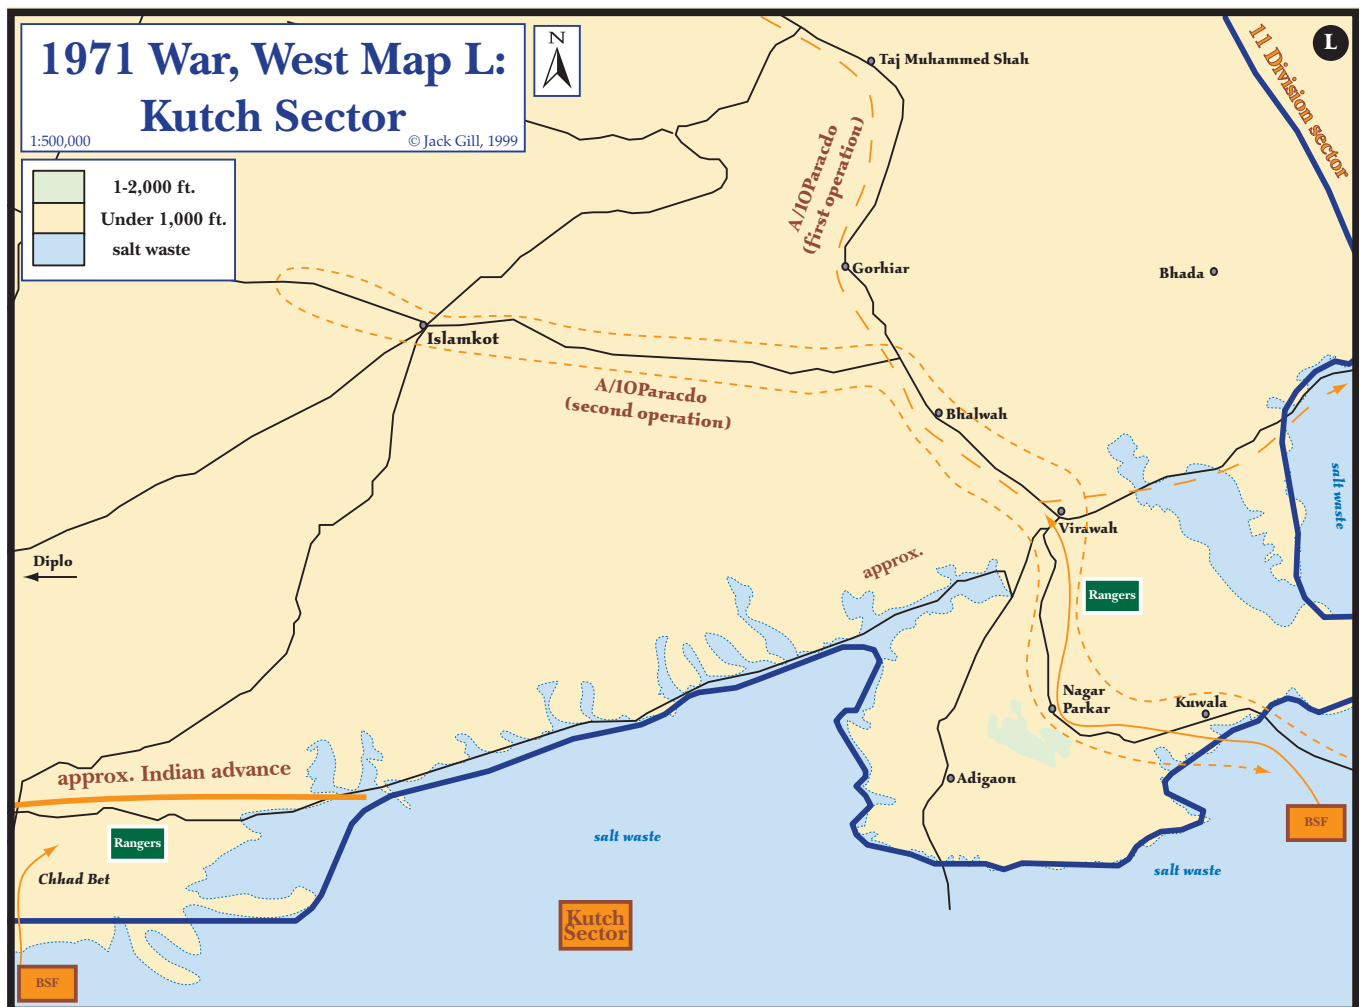 1971 War, West Map L:
Kutch Sector
1:500,000
© Jack Gill, 1999
N
L
11 Division sector
1-2,000 ft.
Under 1,000 ft.
salt waste
Taj Muhammed Shah
A/10Paracdo
(first operation)
Gorhiar
Bhada
Islamkot
A/10Paracdo
(second operation)
Bhalwah
salt waste
Virawah
Diplo
approx.
Rangers
Nagar
Parkar
Kuwala
approx. Indian advance
Adigaon
BSF
Rangers
salt waste
Chhad Bet
salt waste
Kutch
Sector
BSF